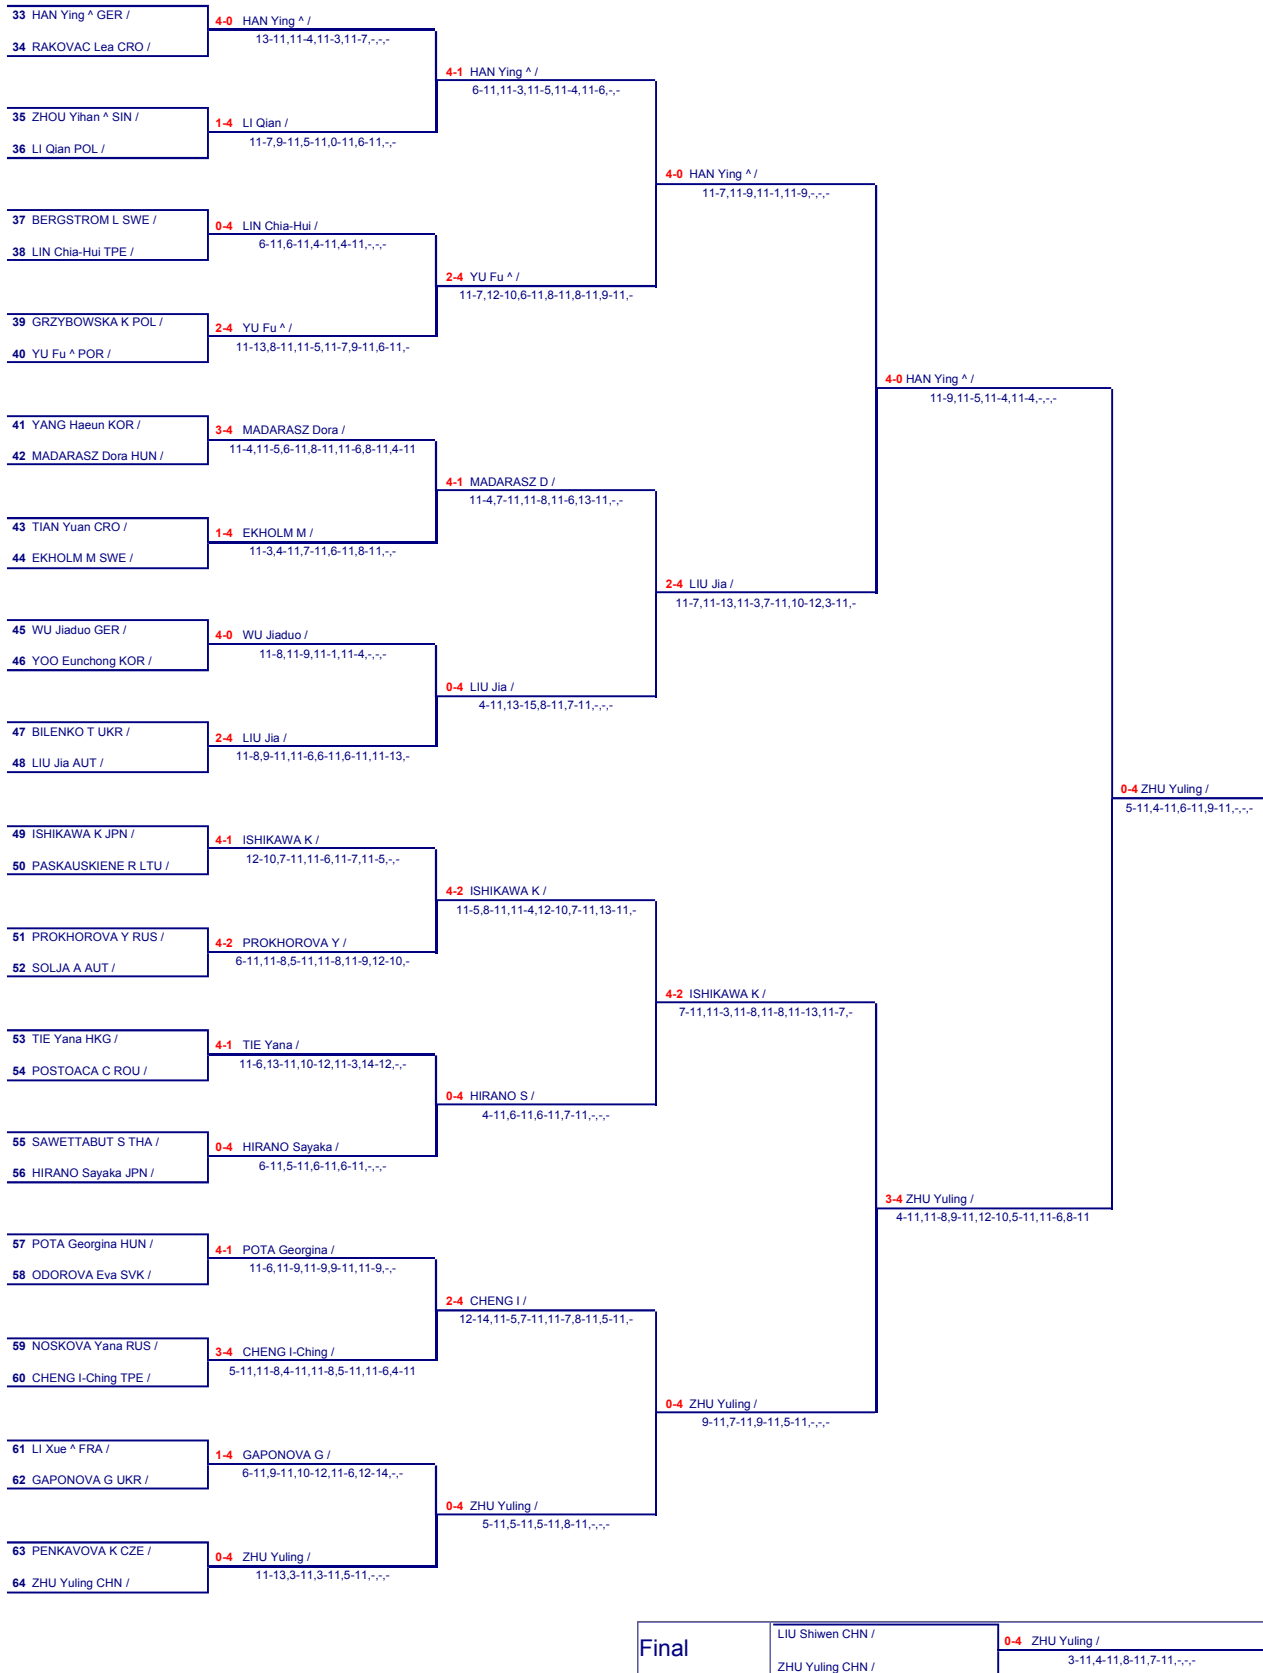 33 HAN Ying ^ GER /
34 RAKOVAC Lea CRO /
35 ZHOU Yihan ^ SIN /
36 LI Qian POL /
37 BERGSTROM L SWE /
38 LIN Chia-Hui TPE /
39 GRZYBOWSKA K POL /
40 YU Fu ^ POR /
41 YANG Haeun KOR /
42 MADARASZ Dora HUN /
43 TIAN Yuan CRO /
44 EKHOLM M SWE /
45 WU Jiaduo GER /
46 YOO Eunchong KOR /
47 BILENKO T UKR /
48 LIU Jia AUT /
49 ISHIKAWA K JPN /
50 PASKAUSKIENE R LTU /
51 PROKHOROVA Y RUS /
52 SOLJA A AUT /
53 TIE Yana HKG /
54 POSTOACA C ROU /
55 SAWETTABUT S THA /
56 HIRANO Sayaka JPN /
57 POTA Georgina HUN /
58 ODOROVA Eva SVK /
59 NOSKOVA Yana RUS /
60 CHENG I-Ching TPE /
61 LI Xue ^ FRA /
62 GAPONOVA G UKR /
63 PENKAVOVA K CZE /
64 ZHU Yuling CHN /
4-0 HAN Ying ^ /
13-11,11-4,11-3,11-7,-,-,-
1-4 LI Qian /
11-7,9-11,5-11,0-11,6-11,-,-
0-4 LIN Chia-Hui /
6-11,6-11,4-11,4-11,-,-,-
2-4 YU Fu ^ /
11-13,8-11,11-5,11-7,9-11,6-11,-
3-4 MADARASZ Dora /
11-4,11-5,6-11,8-11,11-6,8-11,4-11
1-4 EKHOLM M /
11-3,4-11,7-11,6-11,8-11,-,-
4-0 WU Jiaduo /
11-8,11-9,11-1,11-4,-,-,-
2-4 LIU Jia /
11-8,9-11,11-6,6-11,6-11,11-13,-
4-1 ISHIKAWA K /
12-10,7-11,11-6,11-7,11-5,-,-
4-2 PROKHOROVA Y /
6-11,11-8,5-11,11-8,11-9,12-10,-
4-1 TIE Yana /
11-6,13-11,10-12,11-3,14-12,-,-
0-4 HIRANO Sayaka /
6-11,5-11,6-11,6-11,-,-,-
4-1 POTA Georgina /
11-6,11-9,11-9,9-11,11-9,-,-
3-4 CHENG I-Ching /
5-11,11-8,4-11,11-8,5-11,11-6,4-11
1-4 GAPONOVA G /
6-11,9-11,10-12,11-6,12-14,-,-
0-4 ZHU Yuling /
11-13,3-11,3-11,5-11,-,-,-
4-1 HAN Ying ^ /
6-11,11-3,11-5,11-4,11-6,-,-
2-4 YU Fu ^ /
11-7,12-10,6-11,8-11,8-11,9-11,-
4-1 MADARASZ D /
11-4,7-11,11-8,11-6,13-11,-,-
0-4 LIU Jia /
4-11,13-15,8-11,7-11,-,-,-
4-2 ISHIKAWA K /
11-5,8-11,11-4,12-10,7-11,13-11,-
0-4 HIRANO S /
4-11,6-11,6-11,7-11,-,-,-
2-4 CHENG I /
12-14,11-5,7-11,11-7,8-11,5-11,-
0-4 ZHU Yuling /
5-11,5-11,5-11,8-11,-,-,-
4-0 HAN Ying ^ /
11-7,11-9,11-1,11-9,-,-,-
2-4 LIU Jia /
11-7,11-13,11-3,7-11,10-12,3-11,-
4-2 ISHIKAWA K /
7-11,11-3,11-8,11-8,11-13,11-7,-
0-4 ZHU Yuling /
9-11,7-11,9-11,5-11,-,-,-
4-0 HAN Ying ^ /
11-9,11-5,11-4,11-4,-,-,-
3-4 ZHU Yuling /
4-11,11-8,9-11,12-10,5-11,11-6,8-11
0-4 ZHU Yuling /
5-11,4-11,6-11,9-11,-,-,-
Final
LIU Shiwen CHN /
ZHU Yuling CHN /
0-4 ZHU Yuling /
3-11,4-11,8-11,7-11,-,-,-